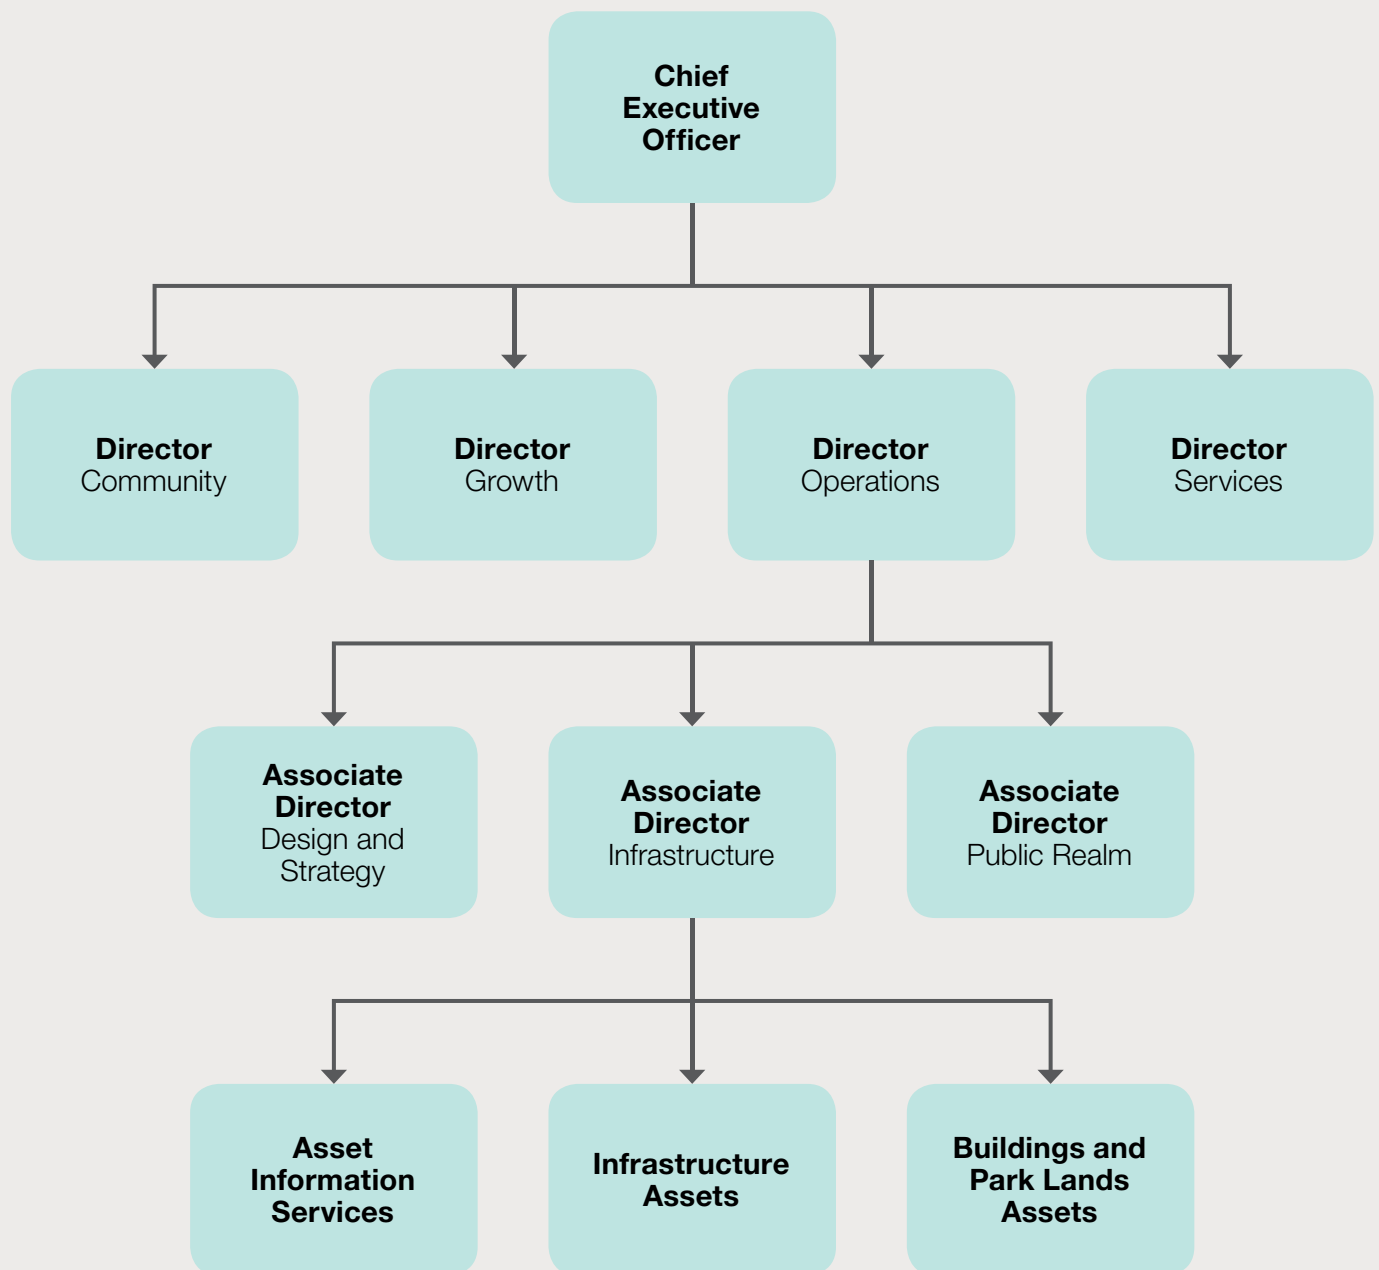 Chief
Executive
Officer
Director
Community
Director
Growth
Director
Operations
Director
Services
Associate
Director
Design and
Strategy
Associate
Director
Infrastructure
Associate
Director
Public Realm
Asset
Information
Services
Infrastructure
Assets
Buildings and
Park Lands
Assets